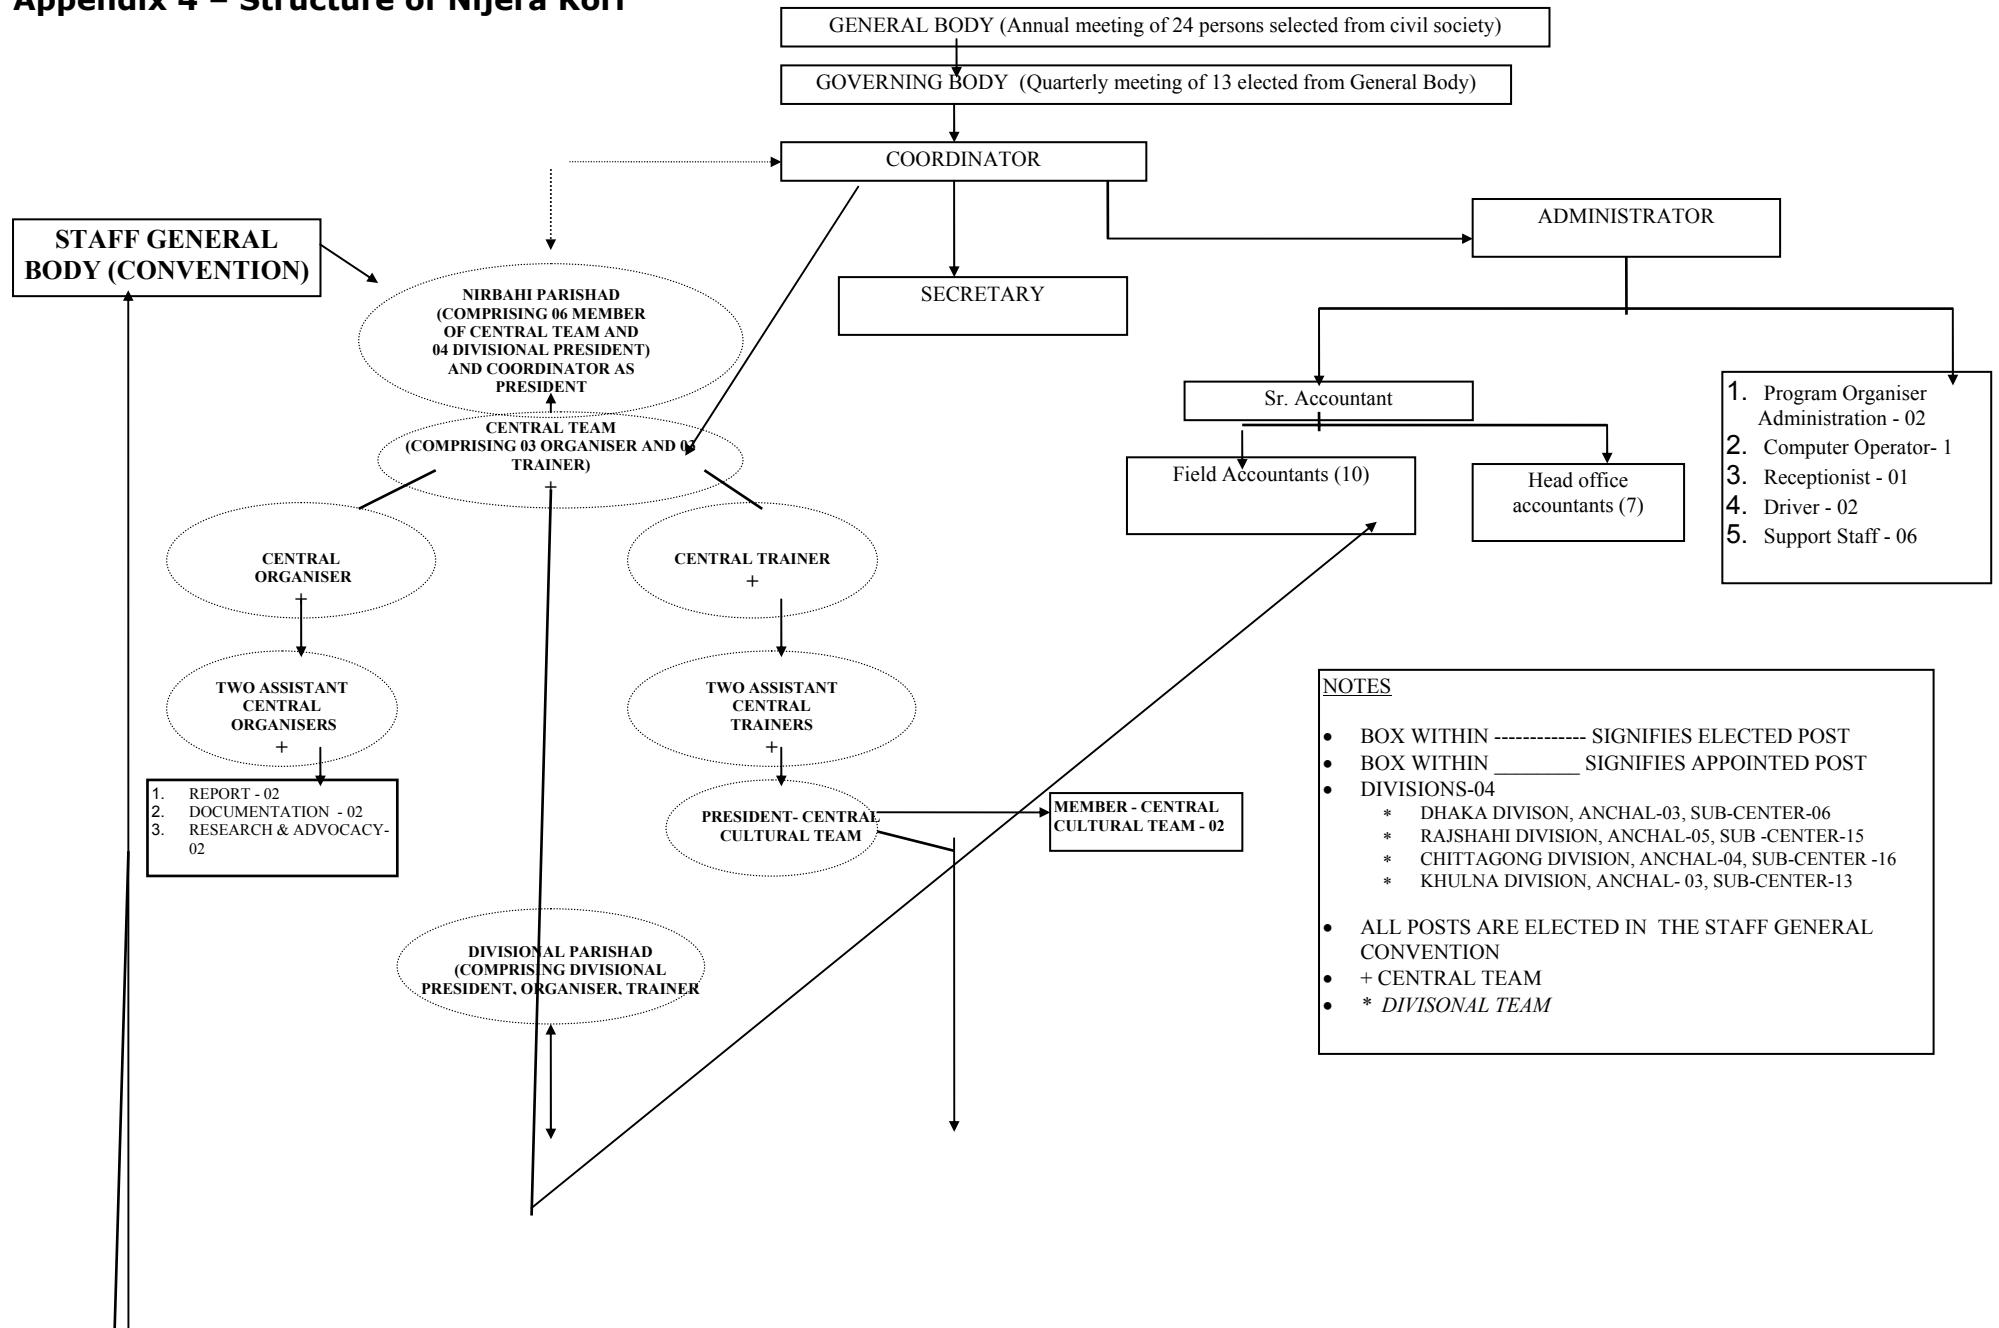 Appendix 4 – Structure of Nijera Kori
GENERAL BODY (Annual meeting of 24 persons selected from civil society)
GOVERNING BODY (Quarterly meeting of 13 elected from General Body)
COORDINATOR
ADMINISTRATOR
STAFF GENERAL
BODY (CONVENTION)
SECRETARY
NIRBAHI PARISHAD
(COMPRISING 06 MEMBER
OF CENTRAL TEAM AND
04 DIVISIONAL PRESIDENT)
AND COORDINATOR AS
PRESIDENT
Sr. Accountant
1. Program Organiser
Administration - 02
2. Computer Operator- 1
3. Receptionist - 01
4. Driver - 02
5. Support Staff - 06
CENTRAL TEAM
(COMPRISING 03 ORGANISER AND 03
TRAINER)
+
Field Accountants (10)
Head office
accountants (7)
CENTRAL
ORGANISER
+
CENTRAL TRAINER
+
TWO ASSISTANT
CENTRAL
ORGANISERS
+
TWO ASSISTANT
CENTRAL
TRAINERS
+
1. REPORT - 02
2. DOCUMENTATION - 02
3. RESEARCH & ADVOCACY-
02
PRESIDENT- CENTRAL
CULTURAL TEAM
MEMBER - CENTRAL
CULTURAL TEAM - 02
DIVISIONAL PARISHAD
(COMPRISING DIVISIONAL
PRESIDENT, ORGANISER, TRAINER
NOTES
• BOX WITHIN ------------- SIGNIFIES ELECTED POST
• BOX WITHIN ________ SIGNIFIES APPOINTED POST
• DIVISIONS-04
* DHAKA DIVISON, ANCHAL-03, SUB-CENTER-06
* RAJSHAHI DIVISION, ANCHAL-05, SUB -CENTER-15
* CHITTAGONG DIVISION, ANCHAL-04, SUB-CENTER -16
* KHULNA DIVISION, ANCHAL- 03, SUB-CENTER-13
• ALL POSTS ARE ELECTED IN THE STAFF GENERAL
CONVENTION
• + CENTRAL TEAM
• * DIVISONAL TEAM